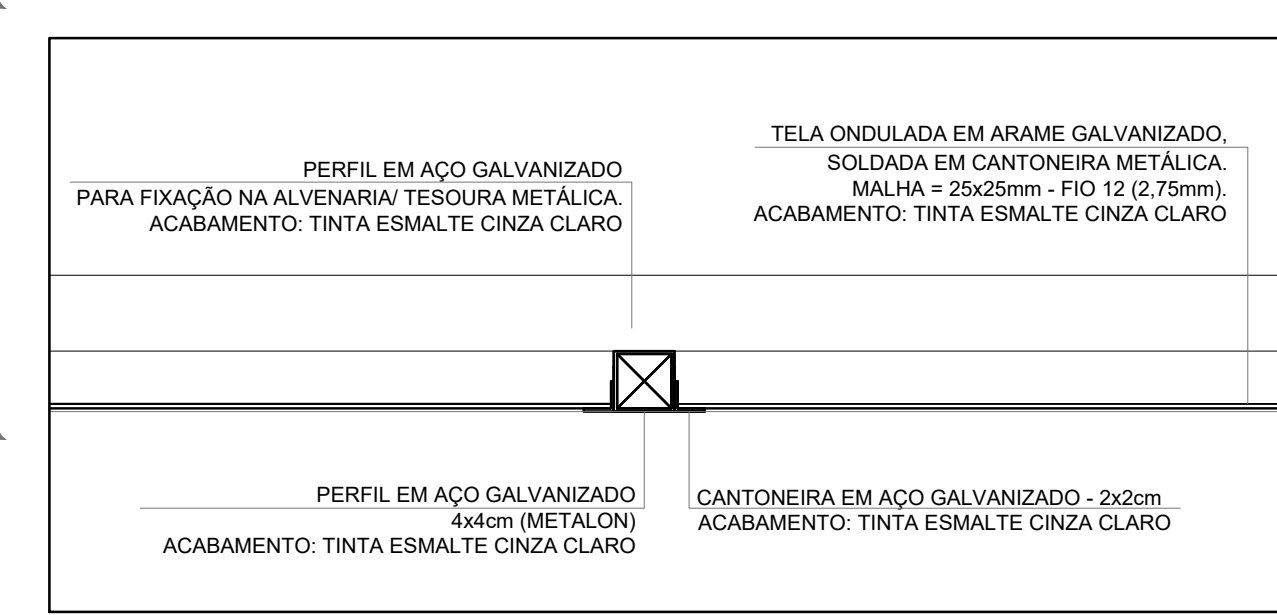 PERFIL EM AÇO GALVANIZADO
PARA FIXAÇÃO NA ALVENARIA/ TESOURA METÁLICA.
ACABAMENTO: TINTA ESMALTE CINZA CLARO
TELA ONDULADA EM ARAME GALVANIZADO,
SOLDADA EM CANTONEIRA METÁLICA.
MALHA = 25x25mm - FIO 12 (2,75mm).
ACABAMENTO: TINTA ESMALTE CINZA CLARO
PERFIL EM AÇO GALVANIZADO
4x4cm (METALON)
ACABAMENTO: TINTA ESMALTE CINZA CLARO
CANTONEIRA EM AÇO GALVANIZADO - 2x2cm
ACABAMENTO: TINTA ESMALTE CINZA CLARO